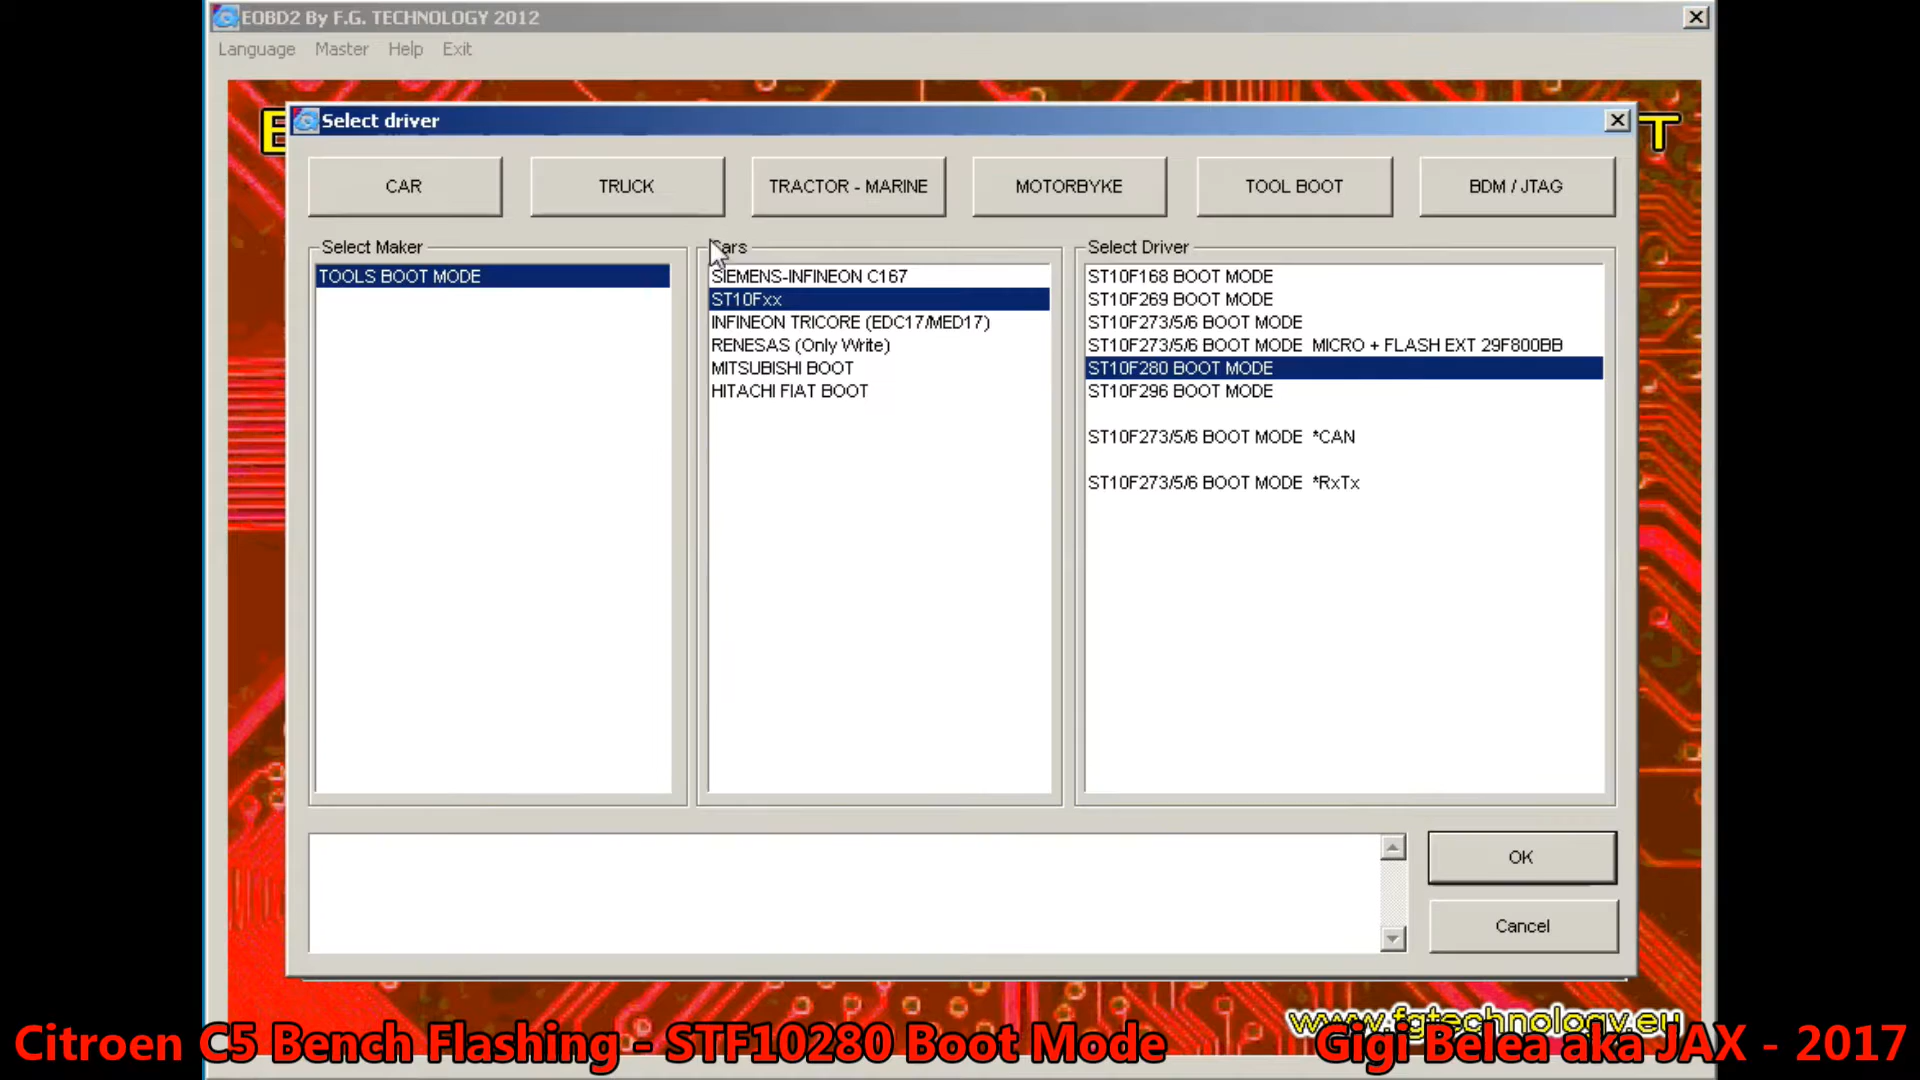 EOBD2 By F.G. TECHNOLOGY 2012
Language Master Help Exit
E T
Select driver
CAR TRUCK TRACTOR - MARINE MOTORBYKE TOOL BOOT BDM / JTAG
Select Maker
TOOLS BOOT MODE
Cars
SIEMENS-INFINEON C167
ST10Fxx
INFINEON TRICORE (EDC17/MED17)
RENESAS (Only Write)
MITSUBISHI BOOT
HITACHI FIAT BOOT
Select Driver
ST10F168 BOOT MODE
ST10F269 BOOT MODE
ST10F273/5/6 BOOT MODE
ST10F273/5/6 BOOT MODE MICRO + FLASH EXT 29F800BB
ST10F280 BOOT MODE
ST10F296 BOOT MODE
ST10F273/5/6 BOOT MODE *CAN
ST10F273/5/6 BOOT MODE *RxTx
OK
Cancel
www.fgtechnology.eu
Citroen C5 Bench Flashing - STF10280 Boot Mode
Gigi Belea aka JAX - 2017